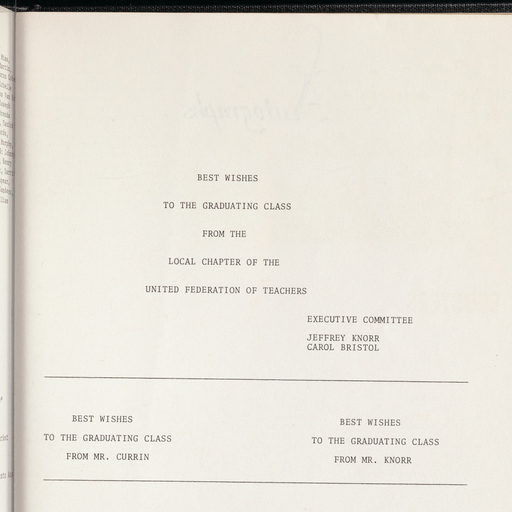 BEST WISHES
TO THE GRADUATING CLASS
FROM THE
LOCAL CHAPTER OF THE
UNITED FEDERATION OF TEACHERS
EXECUTIVE COMMITTEE
JEFFREY KNORR
CAROL BRISTOL
BEST WISHES
TO THE GRADUATING CLASS
FROM MR. CURRIN
BEST WISHES
TO THE GRADUATING CLASS
FROM MR. KNORR